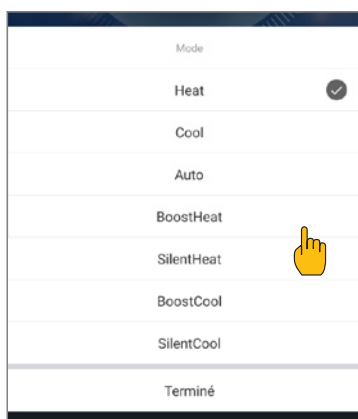 Mode
Heat
Cool
Auto
BoostHeat
SilentHeat
BoostCool
SilentCool
Terminé